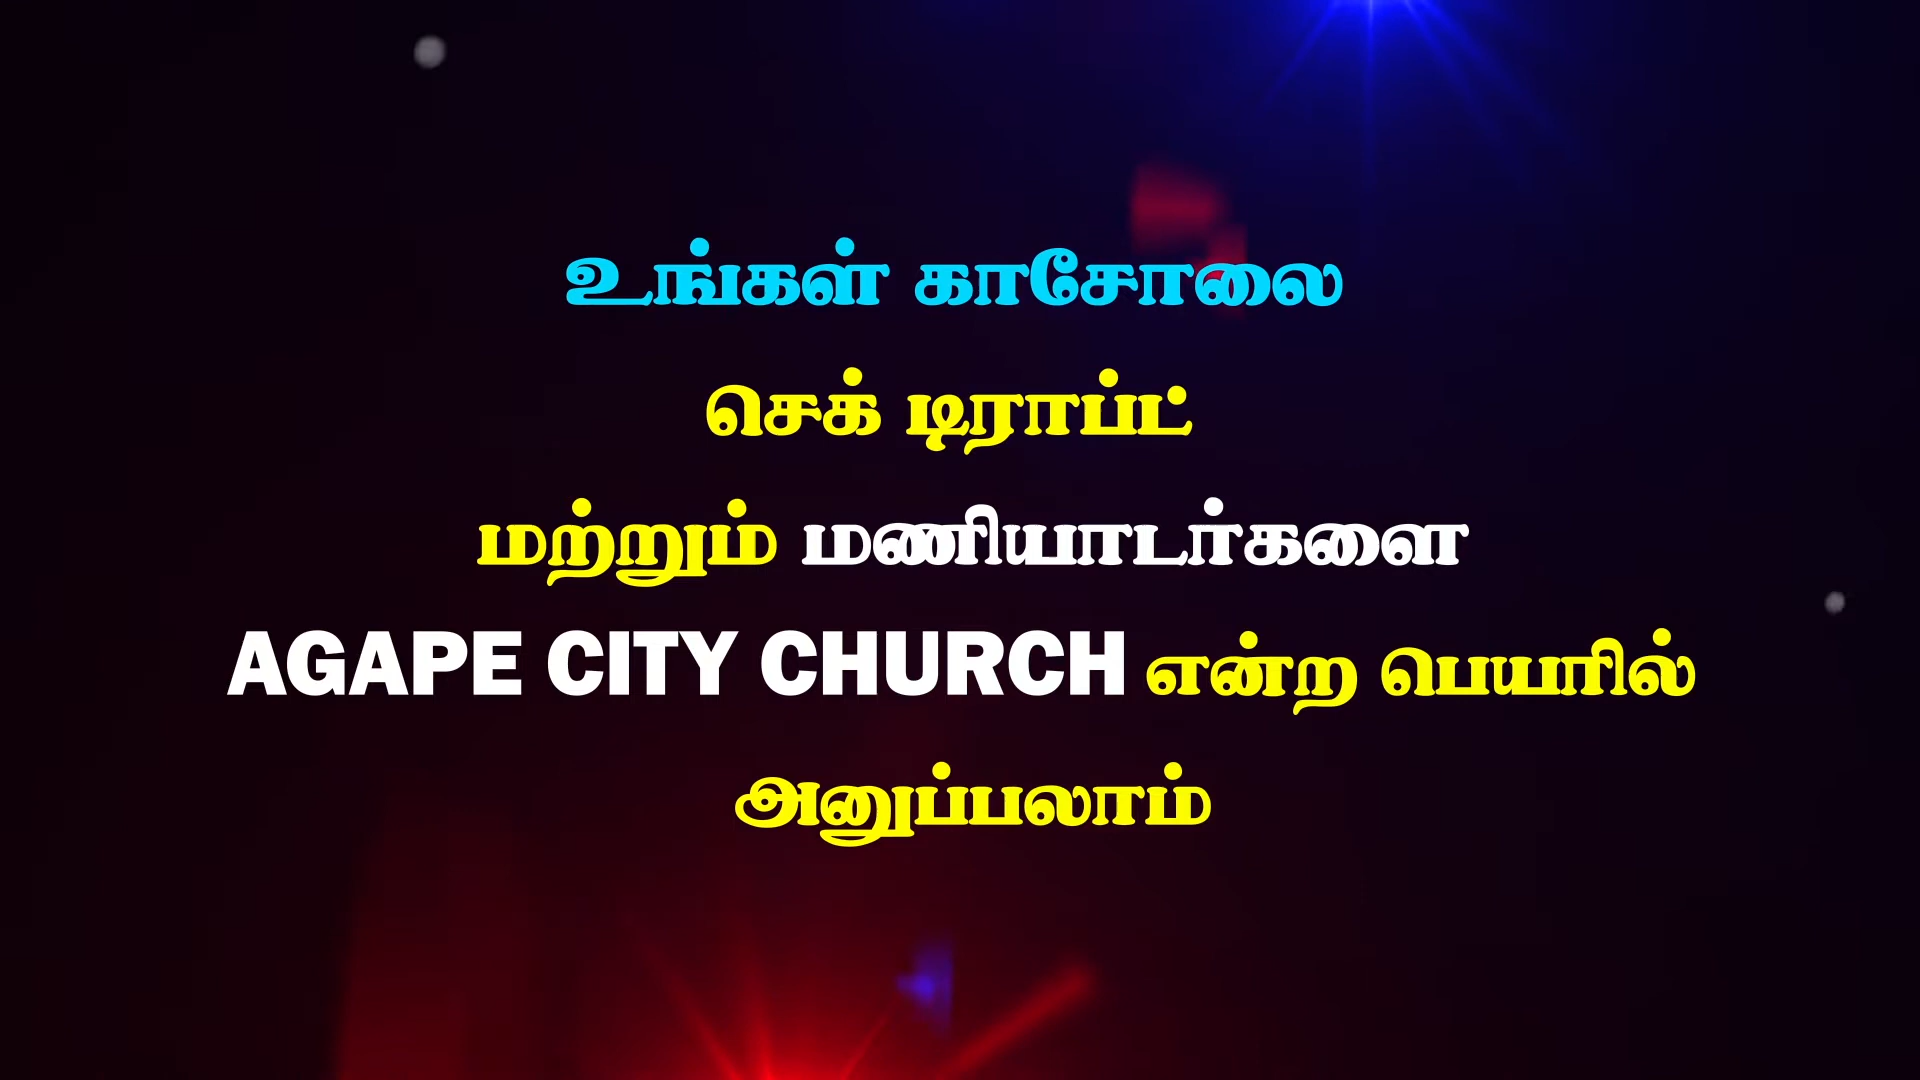 உங்கள் காசோலை
செக் டிராப்ட்
மற்றும் மணியாடர்களை
AGAPE CITY CHURCH என்ற பெயரில்
அனுப்பலாம்